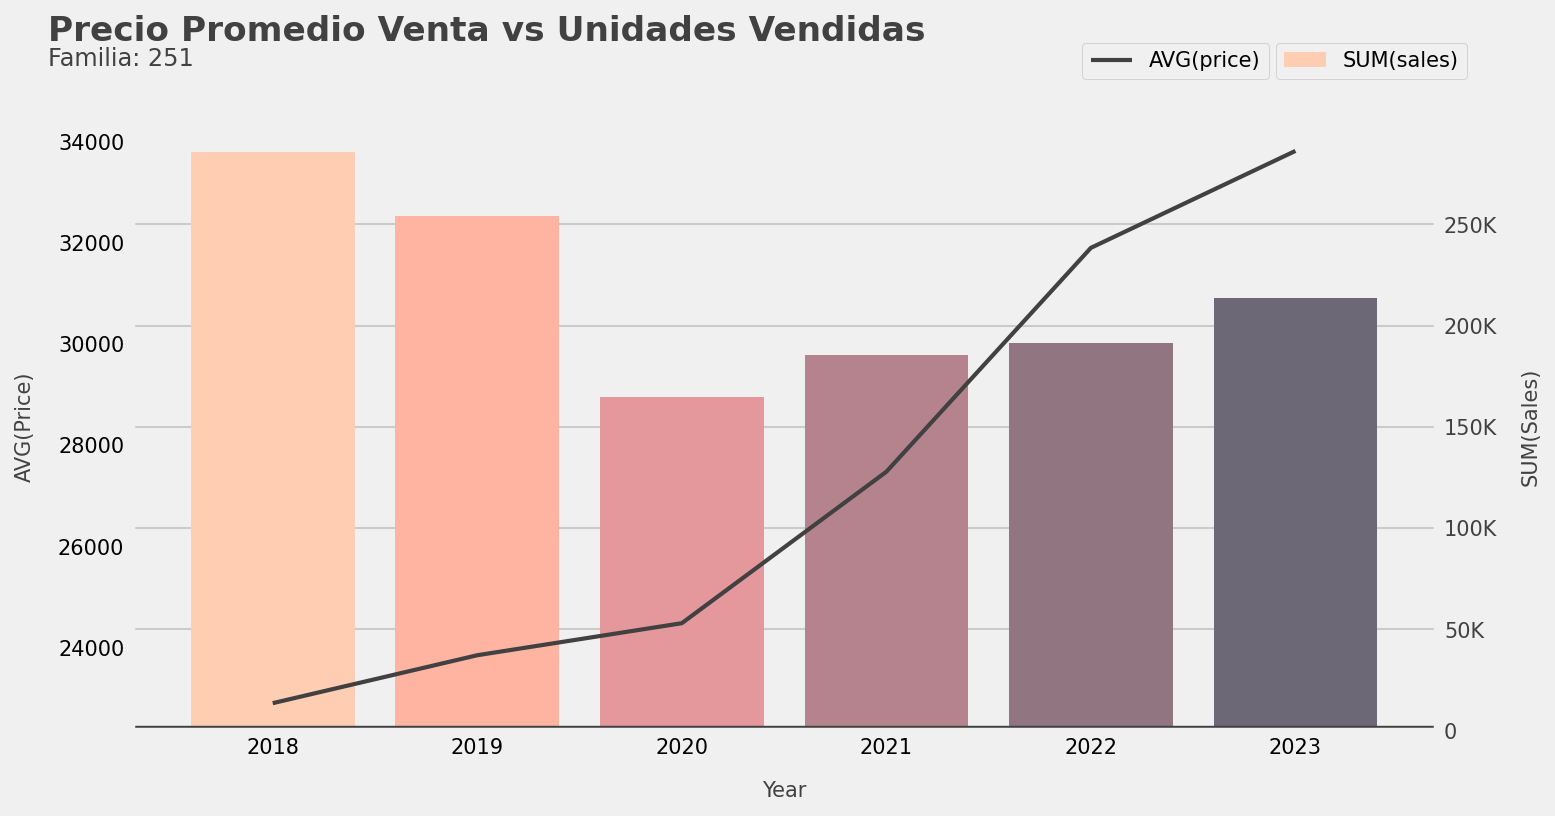 Precio Promedio Venta vs Unidades Vendidas
Familia: 251
AVG(price)
SUM(sales)
34000
32000
30000
28000
26000
24000
AVG(Price)
250K
200K
150K
100K
50K
0
SUM(Sales)
2018 2019 2020 2021 2022 2023
Year